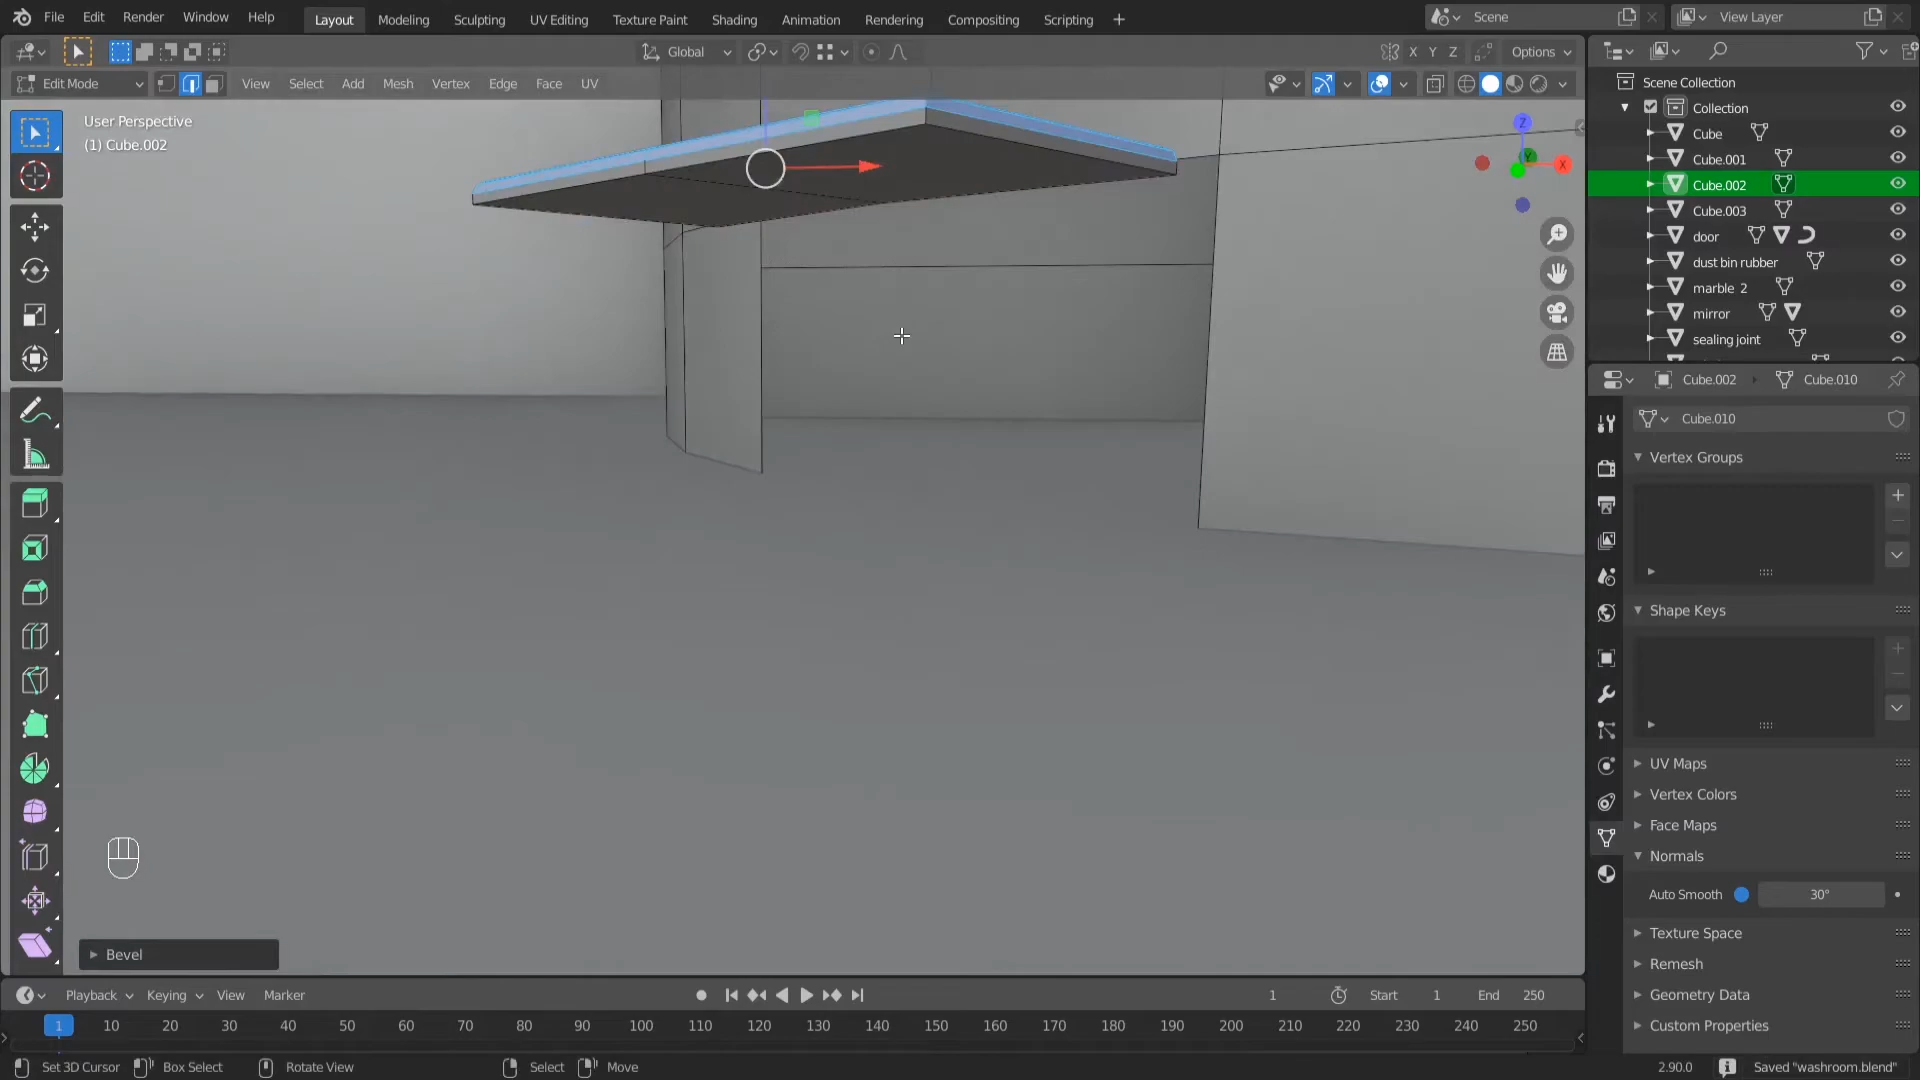 File Edit Render Window Help Layout Modeling Sculpting UV Editing Texture Paint Shading Animation Rendering Compositing Scripting + Scene View Layer
Global X Y Z Options
Edit Mode View Select Add Mesh Vertex Edge Face UV
User Perspective
(1) Cube.002
Z
Y
X
Scene Collection
Collection
Cube
Cube.001
Cube.002
Cube.003
door
dust bin rubber
marble 2
mirror
sealing joint
Cube.002 Cube.010
Cube.010
Vertex Groups
Shape Keys
UV Maps
Vertex Colors
Face Maps
Normals
Auto Smooth 30°
Texture Space
Remesh
Geometry Data
Custom Properties
Bevel
Playback Keying View Marker 1 Start 1 End 250
1 10 20 30 40 50 60 70 80 90 100 110 120 130 140 150 160 170 180 190 200 210 220 230 240 250
Set 3D Cursor Box Select Rotate View Select Move 2.90.0 Saved "washroom.blend"